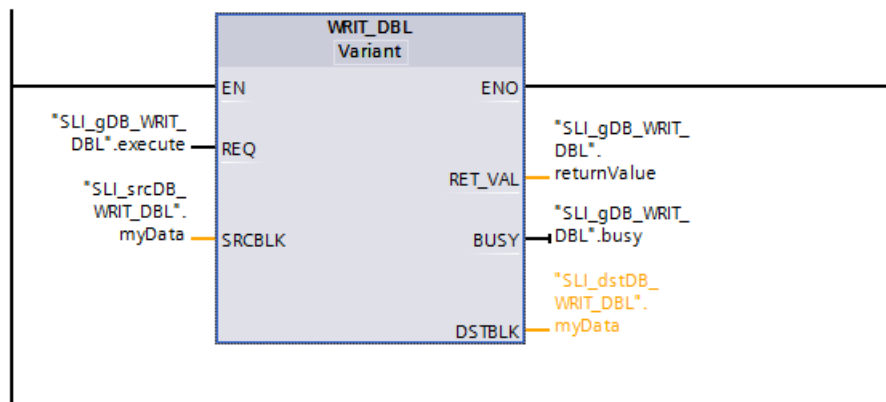 WRIT_DBL
Variant
EN
ENO
"SLI_gDB_WRIT_
DBL".execute
REQ
"SLI_gDB_WRIT_
DBL".
returnValue
RET_VAL
"SLI_srcDB_
WRIT_DBL".
myData
SRCBLK
"SLI_gDB_WRIT_
DBL".busy
BUSY
"SLI_dstDB_
WRIT_DBL".
myData
DSTBLK